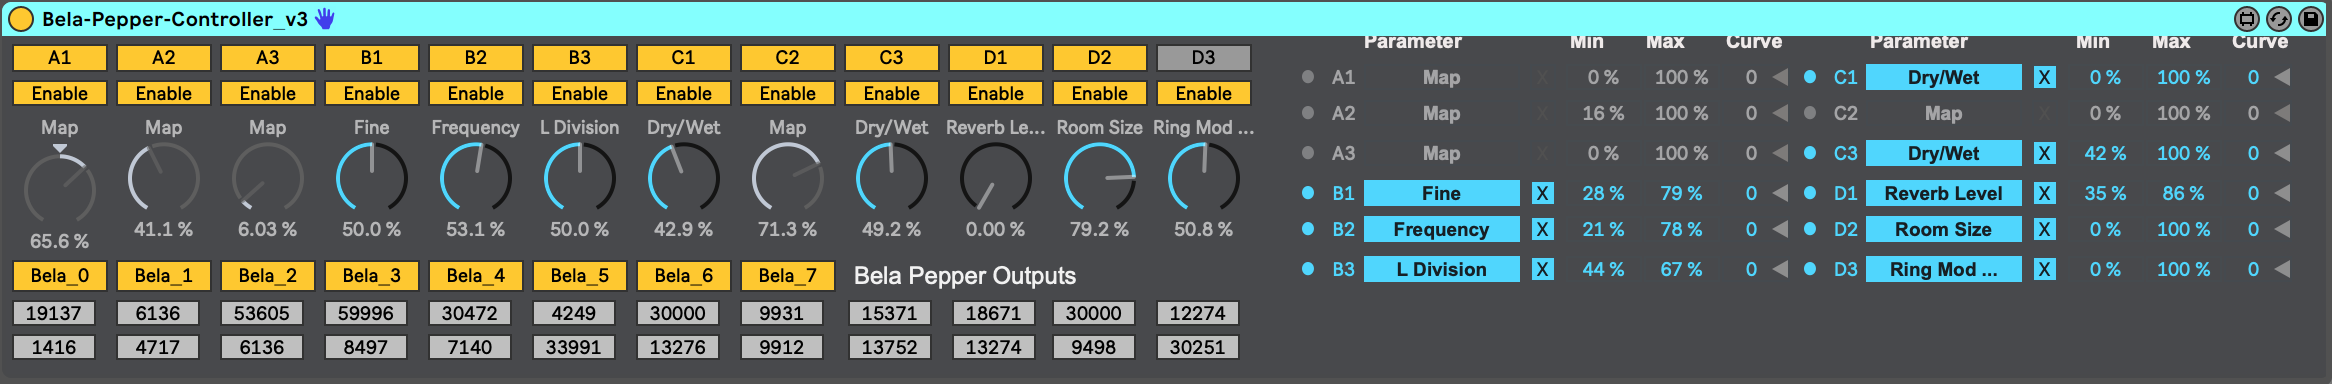 Bela-Pepper-Controller_v3
A1 A2 A3 B1 B2 B3 C1 C2 C3 D1 D2 D3
Enable Enable Enable Enable Enable Enable Enable Enable Enable Enable Enable Enable
Map Map Map Fine Frequency L Division Dry/Wet Map Dry/Wet Reverb Le... Room Size Ring Mod ...
65.6 % 41.1 % 6.03 % 50.0 % 53.1 % 50.0 % 42.9 % 71.3 % 49.2 % 0.00 % 79.2 % 50.8 %
Bela_0 Bela_1 Bela_2 Bela_3 Bela_4 Bela_5 Bela_6 Bela_7 Bela Pepper Outputs
19137 6136 53605 59996 30472 4249 30000 9931 15371 18671 30000 12274
1416 4717 6136 8497 7140 33991 13276 9912 13752 13274 9498 30251
Parameter Min Max Curve Parameter Min Max Curve
A1 Map X 0 % 100 % 0 C1 Dry/Wet X 0 % 100 % 0
A2 Map X 16 % 100 % 0 C2 Map X 0 % 100 % 0
A3 Map X 0 % 100 % 0 C3 Dry/Wet X 42 % 100 % 0
B1 Fine X 28 % 79 % 0 D1 Reverb Level X 35 % 86 % 0
B2 Frequency X 21 % 78 % 0 D2 Room Size X 0 % 100 % 0
B3 L Division X 44 % 67 % 0 D3 Ring Mod ... X 0 % 100 % 0